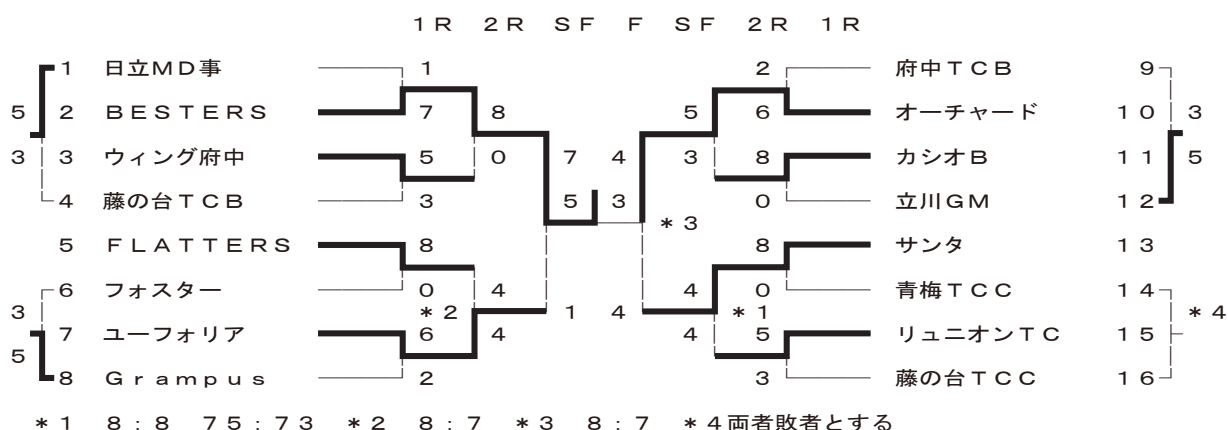 1R 2R SF F SF 2R 1R
1 日立MD事 1 2 府中TCB 9
5 2 BESTERS 7 8 5 6 オーチャード 10 3
3 3 ウィング府中 5 0 7 4 3 8 カシオB 11 5
4 藤の台TCB 3 5 3 0 立川GM 12
*3
5 FLATTERS 8 8 サンタ 13
6 フォスター 0 4 4 0 青梅TCC 14
3 *2 1 4 *1 *4
7 ユーフォリア 6 4 4 5 リュニオンTC 15
5
8 Grampus 2 3 藤の台TCC 16
*1 8:8 75:73 *2 8:7 *3 8:7 *4両者敗者とする